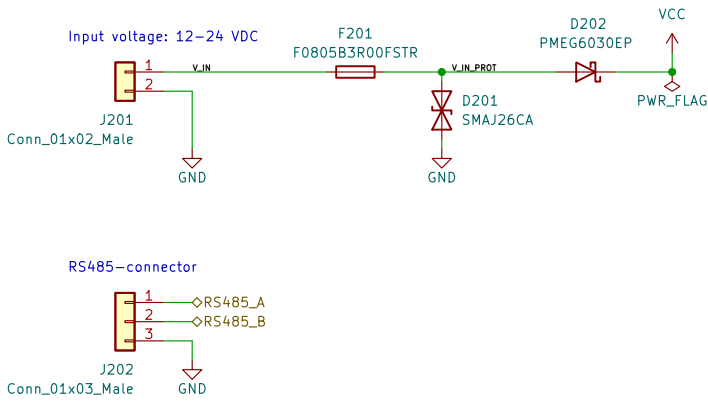 Input voltage: 12-24 VDC
1
2
J201
Conn_01x02_Male
V_IN
GND
F201
F0805B3R00FSTR
V_IN_PROT
D201
SMAJ26CA
GND
D202
PMEG6030EP
VCC
PWR_FLAG
RS485-connector
1
2
3
RS485_A
RS485_B
J202
Conn_01x03_Male
GND